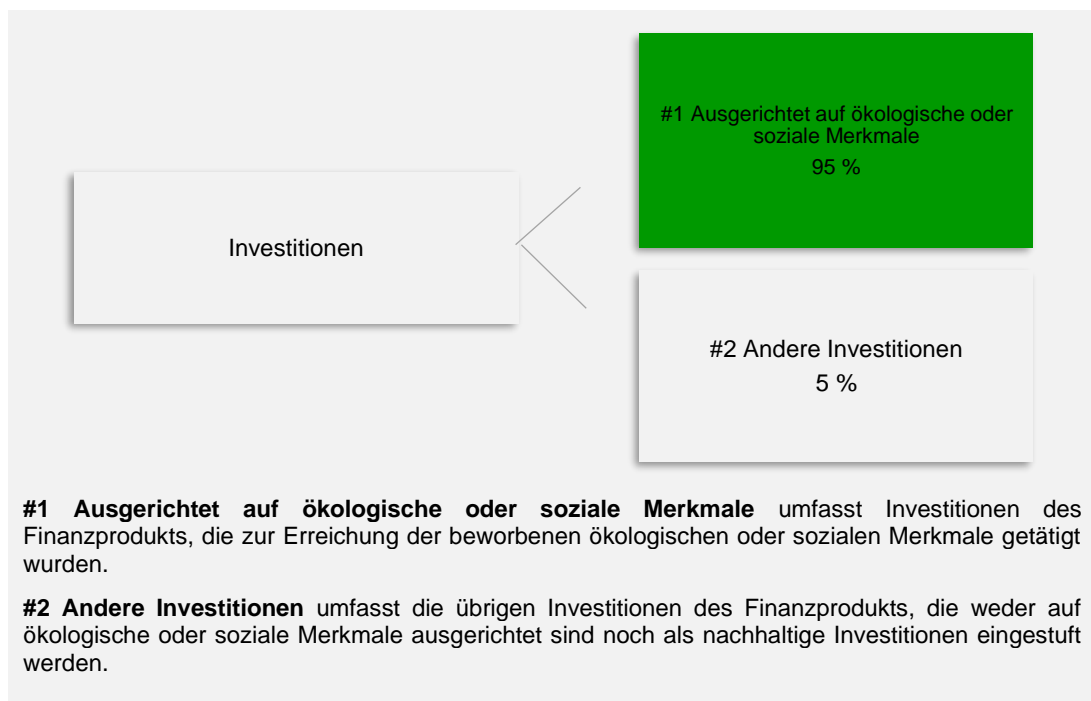 #1 Ausgerichtet auf ökologische oder
soziale Merkmale
95 %
Investitionen
#2 Andere Investitionen
5 %
#1 Ausgerichtet auf ökologische oder soziale Merkmale umfasst Investitionen des
Finanzprodukts, die zur Erreichung der beworbenen ökologischen oder sozialen Merkmale getätigt
wurden.
#2 Andere Investitionen umfasst die übrigen Investitionen des Finanzprodukts, die weder auf
ökologische oder soziale Merkmale ausgerichtet sind noch als nachhaltige Investitionen eingestuft
werden.